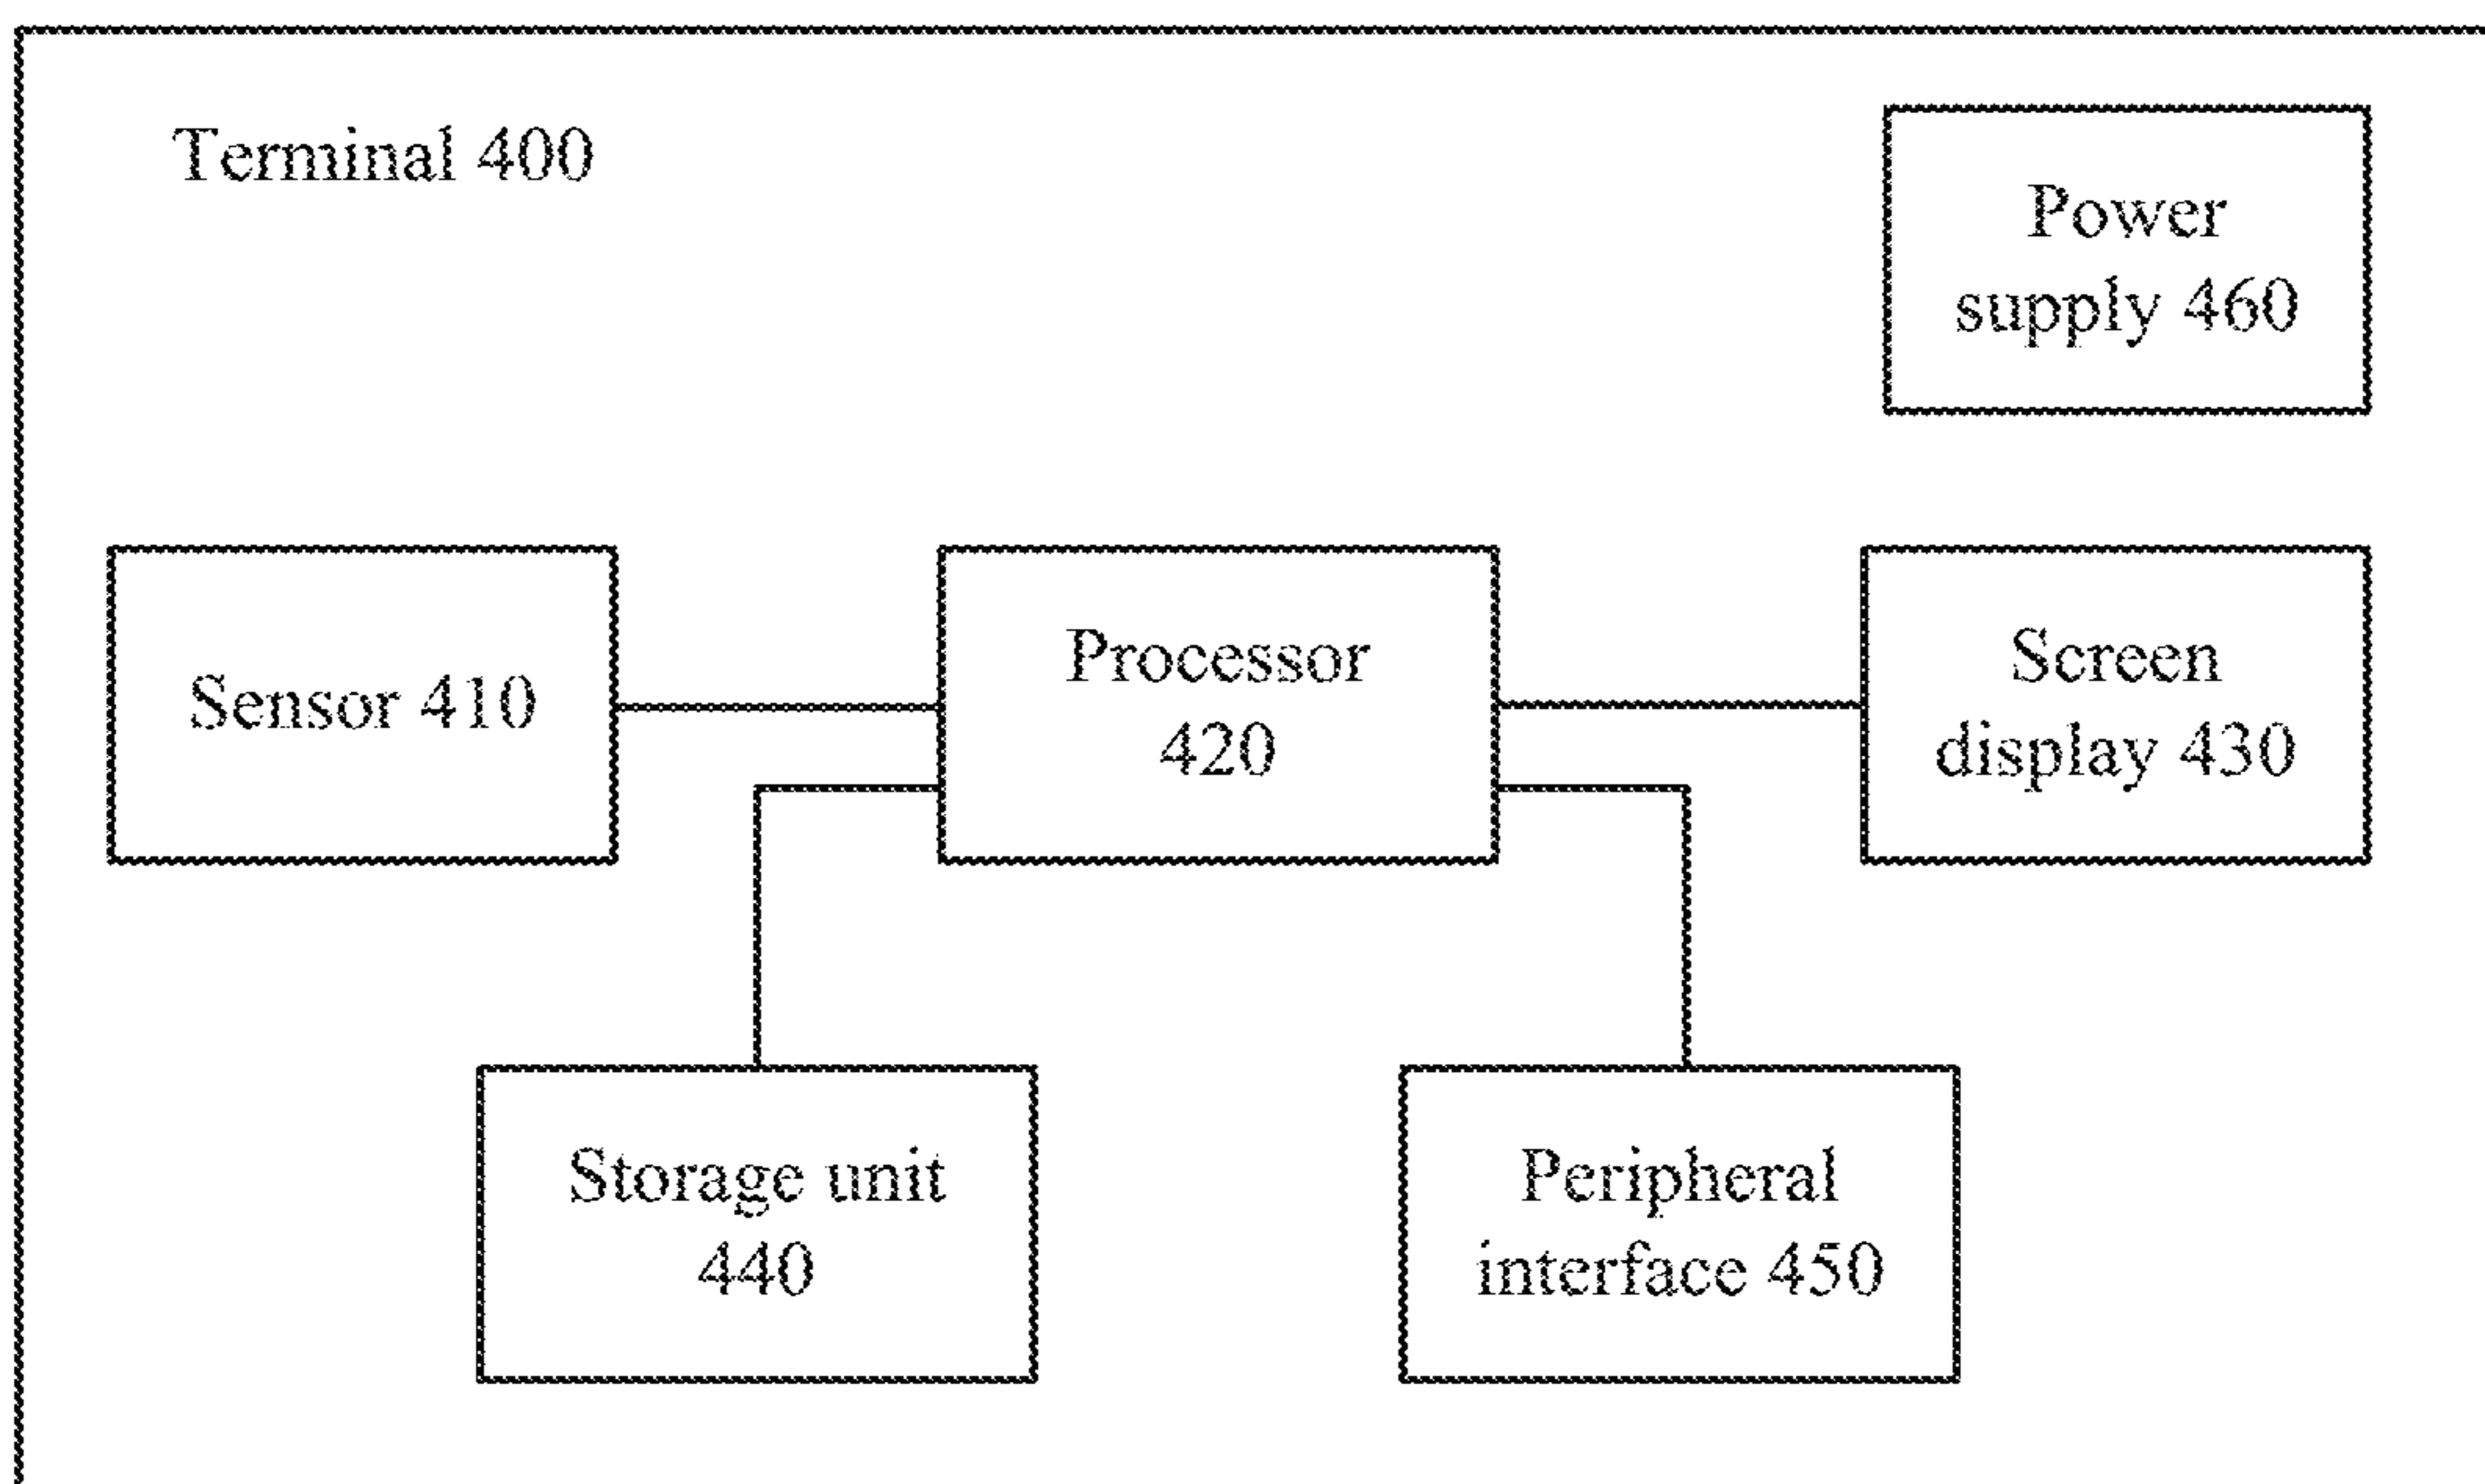 Terminal 400
Power
supply 460
Sensor 410
Processor
420
Screen
display 430
Storage unit
440
Peripheral
interface 450